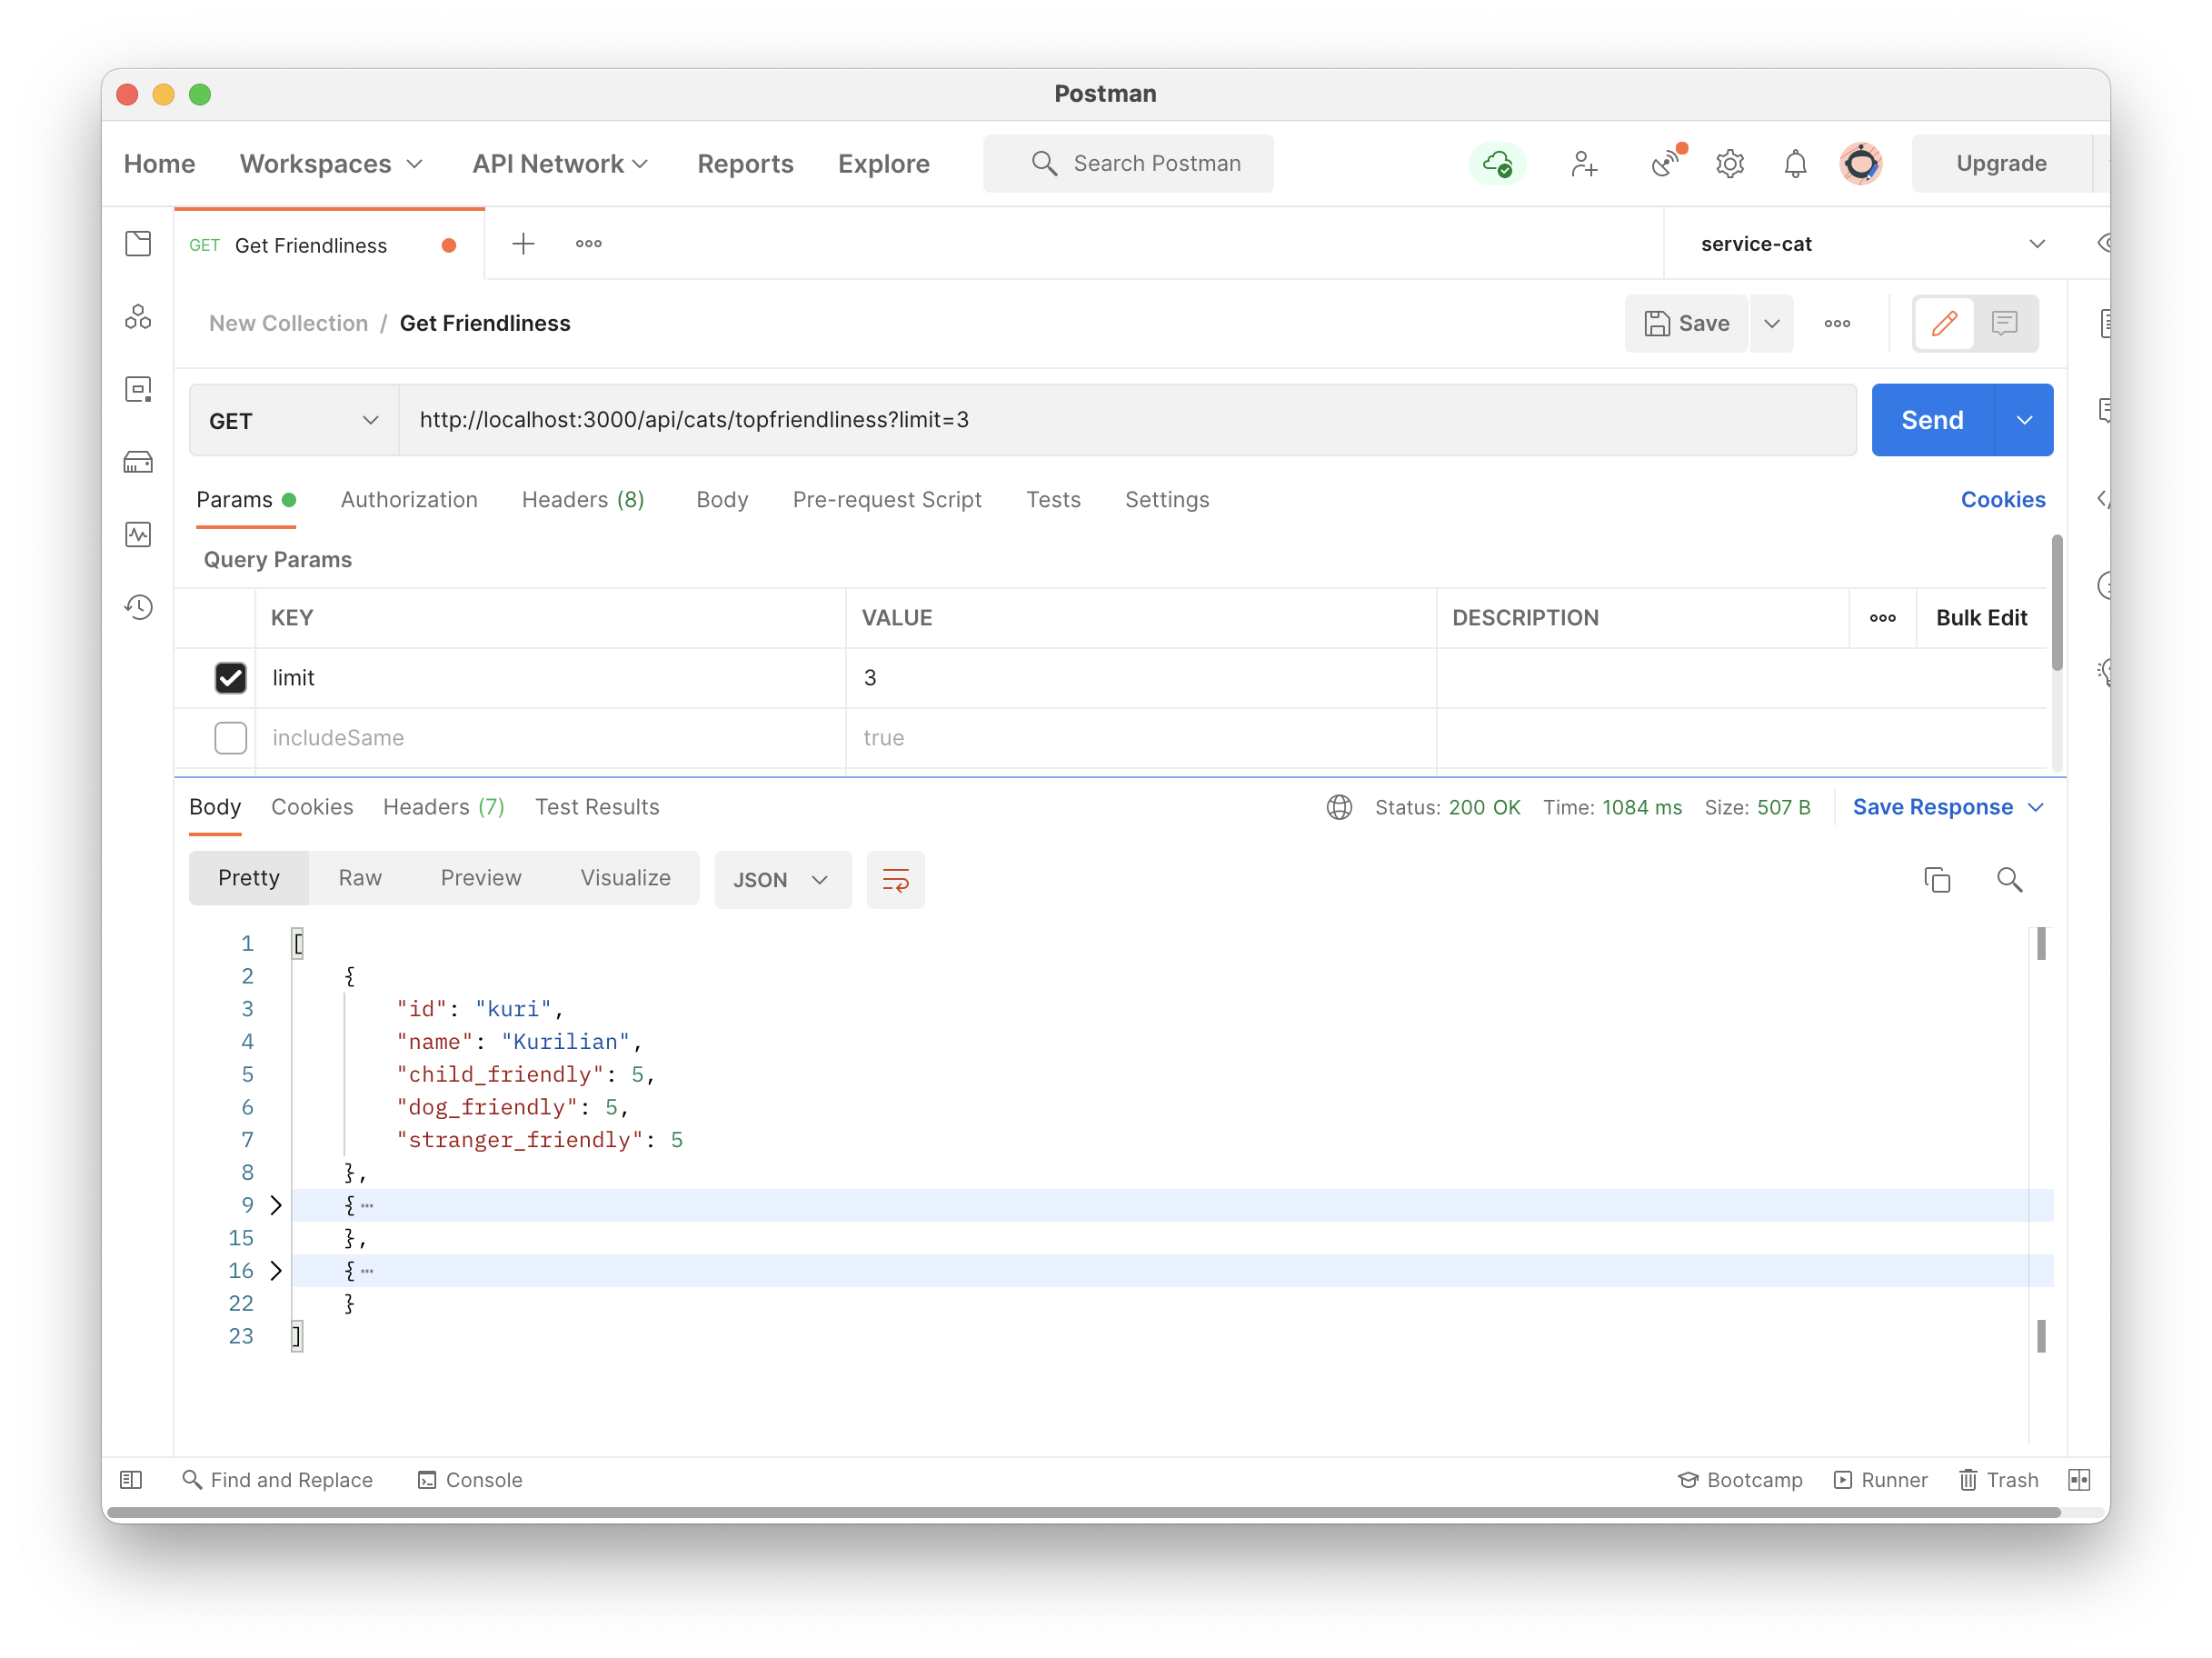 Postman
Home Workspaces API Network Reports Explore Search Postman Upgrade
GET Get Friendliness service-cat
New Collection / Get Friendliness Save
GET http://localhost:3000/api/cats/topfriendliness?limit=3 Send
Params Authorization Headers (8) Body Pre-request Script Tests Settings Cookies
Query Params
KEY VALUE DESCRIPTION Bulk Edit
limit 3
includeSame true
Body Cookies Headers (7) Test Results Status: 200 OK Time: 1084 ms Size: 507 B Save Response
Pretty Raw Preview Visualize JSON
1 [
2 {
3 "id": "kuri",
4 "name": "Kurilian",
5 "child_friendly": 5,
6 "dog_friendly": 5,
7 "stranger_friendly": 5
8 },
9 {⋯
15 },
16 {⋯
22 }
23 ]
Find and Replace Console Bootcamp Runner Trash